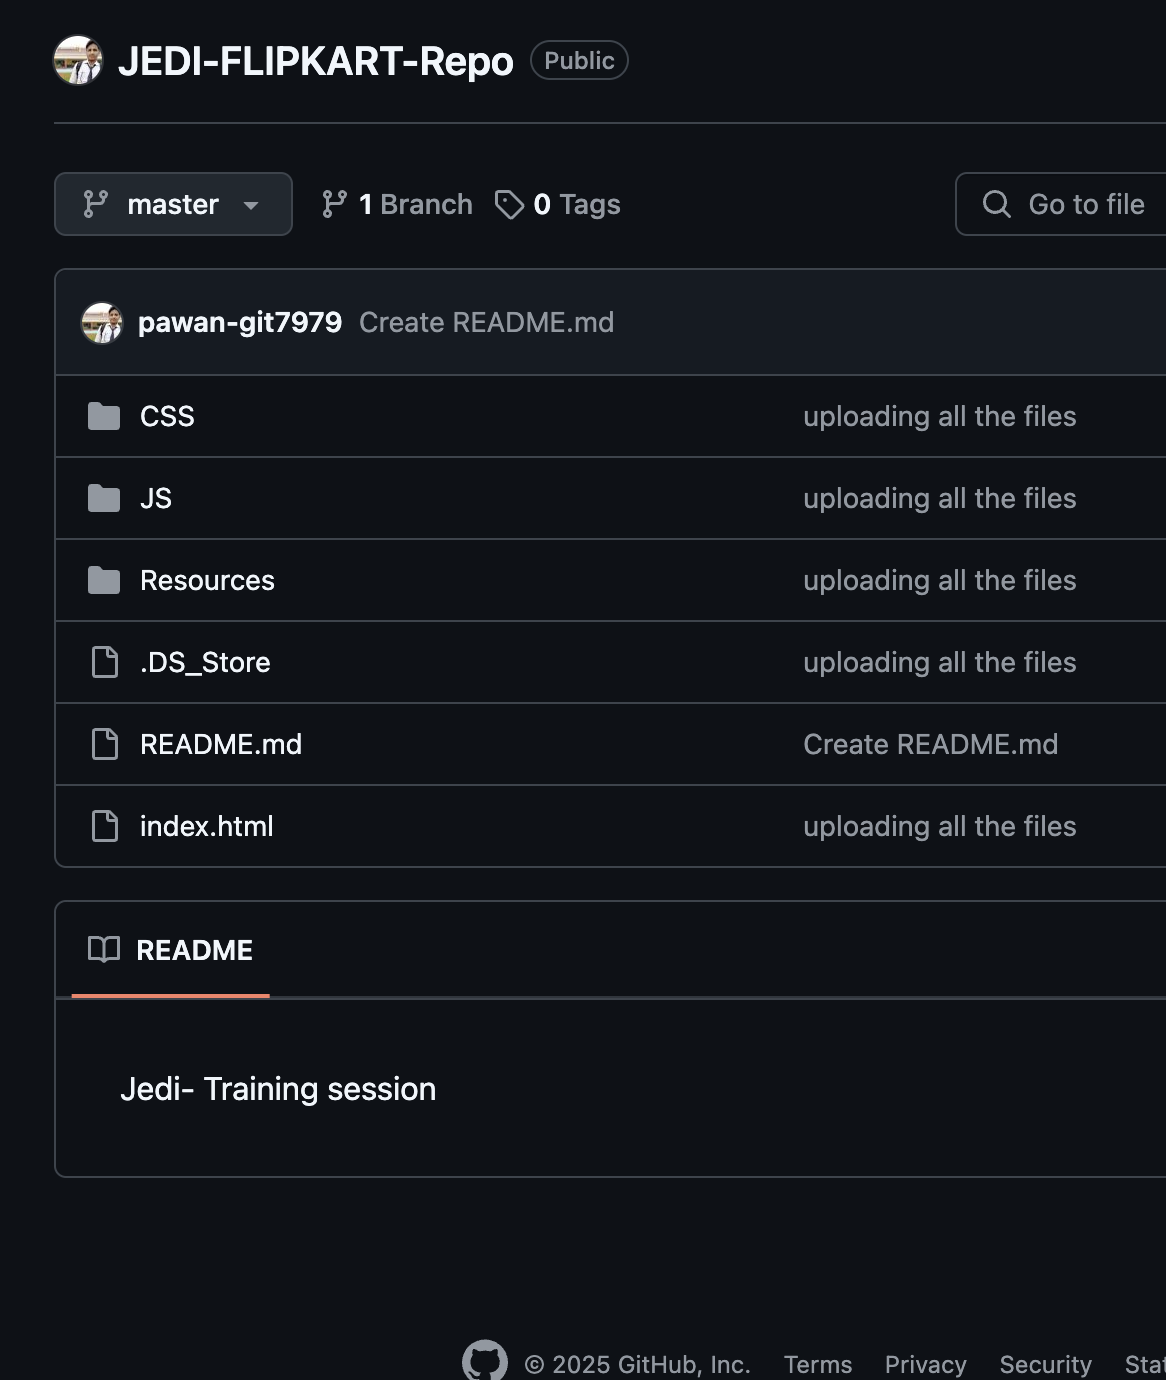 JEDI-FLIPKART-Repo Public
master 1 Branch 0 Tags Go to file
pawan-git7979 Create README.md
CSS uploading all the files
JS uploading all the files
Resources uploading all the files
.DS_Store uploading all the files
README.md Create README.md
index.html uploading all the files
README
Jedi- Training session
© 2025 GitHub, Inc. Terms Privacy Security